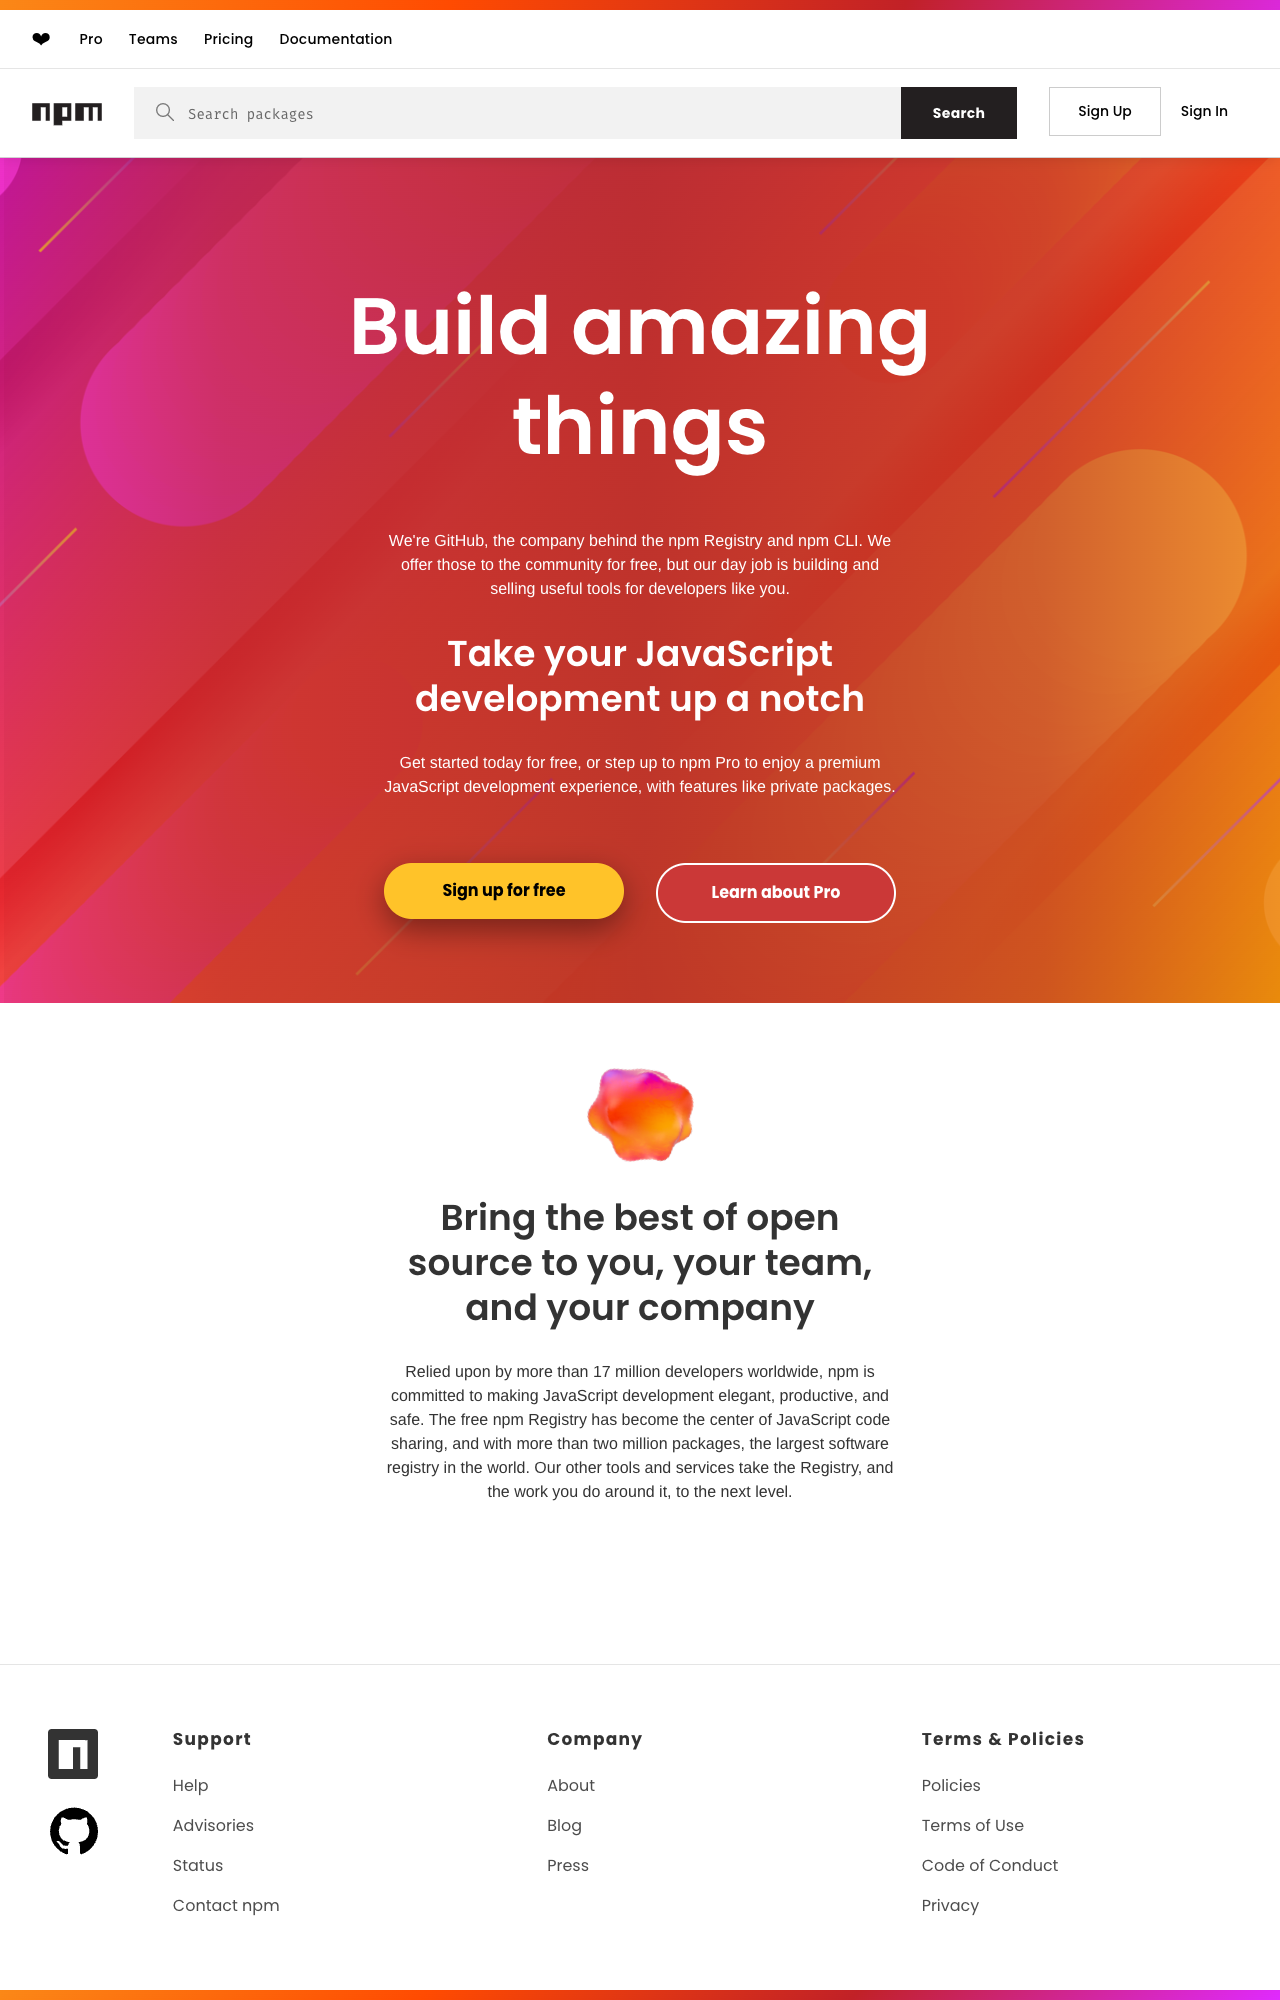 ❤ Pro Teams Pricing Documentation
npm Search packages Search Sign Up Sign In
Build amazing
things
We're GitHub, the company behind the npm Registry and npm CLI. We
offer those to the community for free, but our day job is building and
selling useful tools for developers like you.
Take your JavaScript
development up a notch
Get started today for free, or step up to npm Pro to enjoy a premium
JavaScript development experience, with features like private packages.
Sign up for free Learn about Pro
Bring the best of open
source to you, your team,
and your company
Relied upon by more than 17 million developers worldwide, npm is
committed to making JavaScript development elegant, productive, and
safe. The free npm Registry has become the center of JavaScript code
sharing, and with more than two million packages, the largest software
registry in the world. Our other tools and services take the Registry, and
the work you do around it, to the next level.
Support
Help
Advisories
Status
Contact npm
Company
About
Blog
Press
Terms & Policies
Policies
Terms of Use
Code of Conduct
Privacy